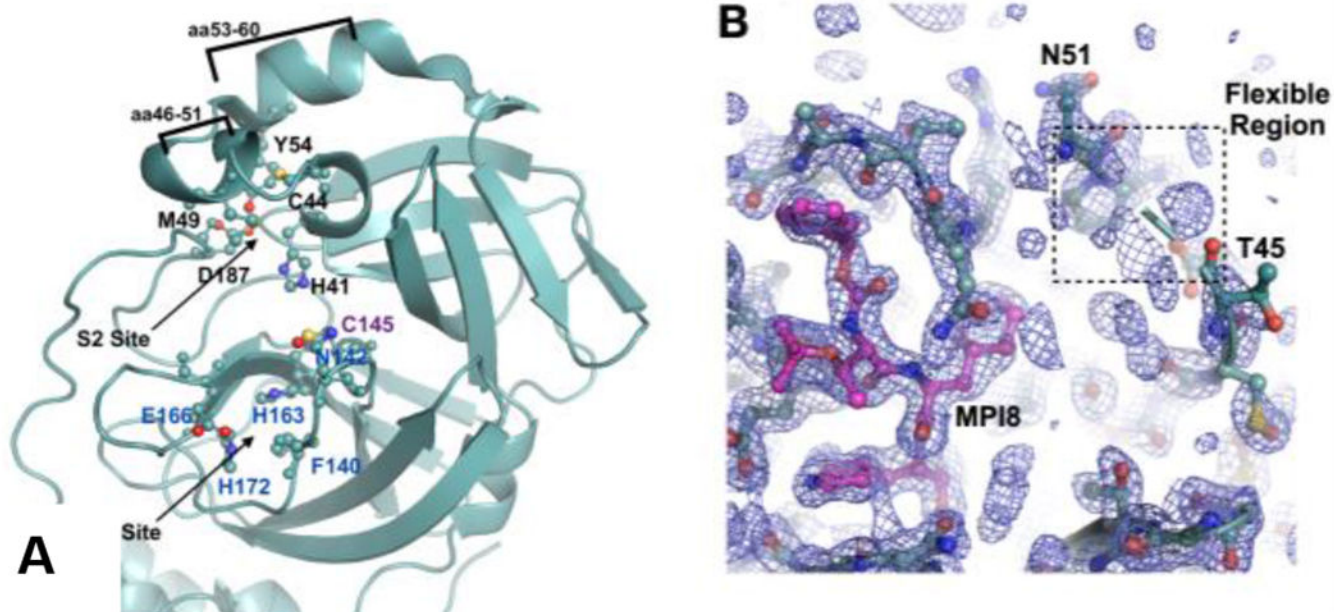 aa53-60
aa46-51
Y54
C44
M49
D187
H41
S2 Site
C145
N142
E166
H163
F140
H172
Site
A
B
N51
Flexible
Region
T45
MPI8